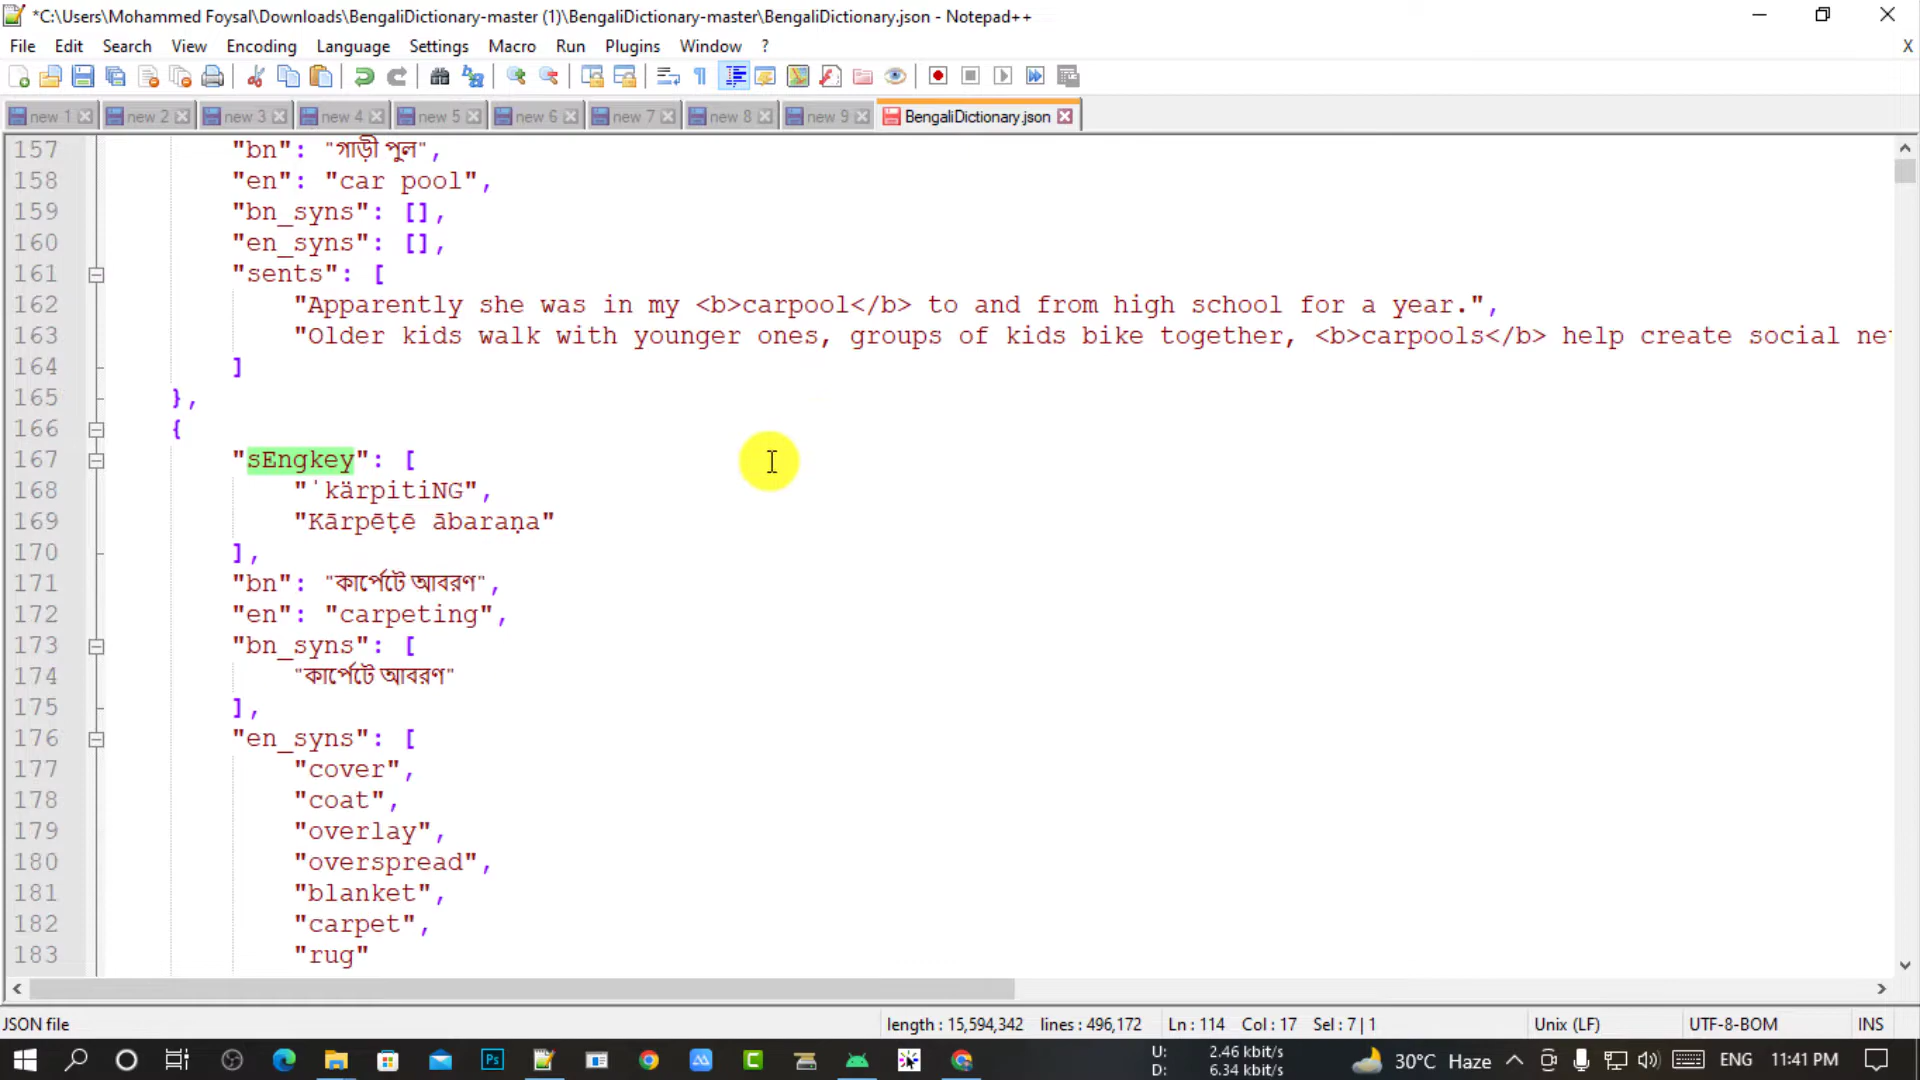 *C:\Users\Mohammed Foysal\Downloads\BengaliDictionary-master (1)\BengaliDictionary-master\BengaliDictionary.json - Notepad++
File Edit Search View Encoding Language Settings Macro Run Plugins Window ? X
new 1 new 2 new 3 new 4 new 5 new 6 new 7 new 8 new 9 BengaliDictionary.json
157 "bn": "গাড়ী পুল",
158 "en": "car pool",
159 "bn_syns": [],
160 "en_syns": [],
161 "sents": [
162 "Apparently she was in my <b>carpool</b> to and from high school for a year.",
163 "Older kids walk with younger ones, groups of kids bike together, <b>carpools</b> help create social ne
164 ]
165 },
166 {
167 "sEngkey": [
168 "ˈkärpitiNG",
169 "Kārpēṭē ābaraṇa"
170 ],
171 "bn": "কার্পেটে আবরণ",
172 "en": "carpeting",
173 "bn_syns": [
174 "কার্পেটে আবরণ"
175 ],
176 "en_syns": [
177 "cover",
178 "coat",
179 "overlay",
180 "overspread",
181 "blanket",
182 "carpet",
183 "rug"
JSON file length : 15,594,342 lines : 496,172 Ln : 114 Col : 17 Sel : 7 | 1 Unix (LF) UTF-8-BOM INS
U: 2.46 kbit/s
D: 6.34 kbit/s
30°C Haze ENG 11:41 PM